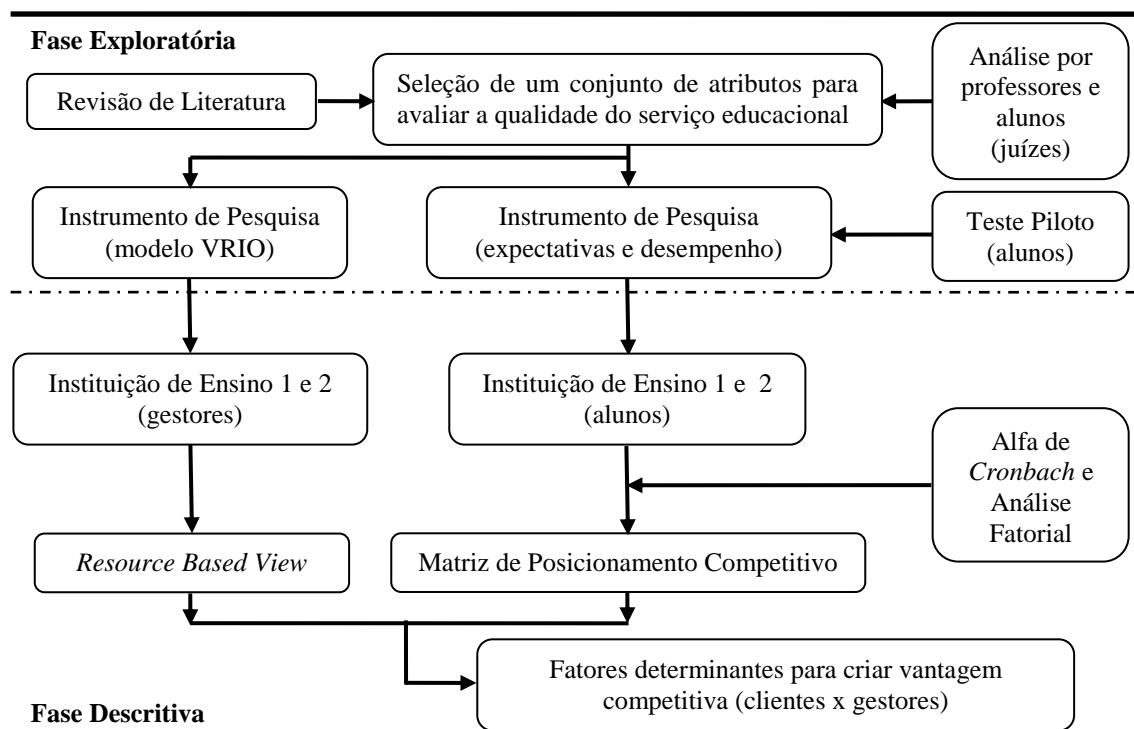 Fase Exploratória
Revisão de Literatura
Seleção de um conjunto de atributos para
avaliar a qualidade do serviço educacional
Análise por
professores e
alunos
(juízes)
Instrumento de Pesquisa
(modelo VRIO)
Instrumento de Pesquisa
(expectativas e desempenho)
Teste Piloto
(alunos)
Instituição de Ensino 1 e 2
(gestores)
Instituição de Ensino 1 e 2
(alunos)
Alfa de
Cronbach e
Análise
Fatorial
Resource Based View
Matriz de Posicionamento Competitivo
Fatores determinantes para criar vantagem
competitiva (clientes x gestores)
Fase Descritiva